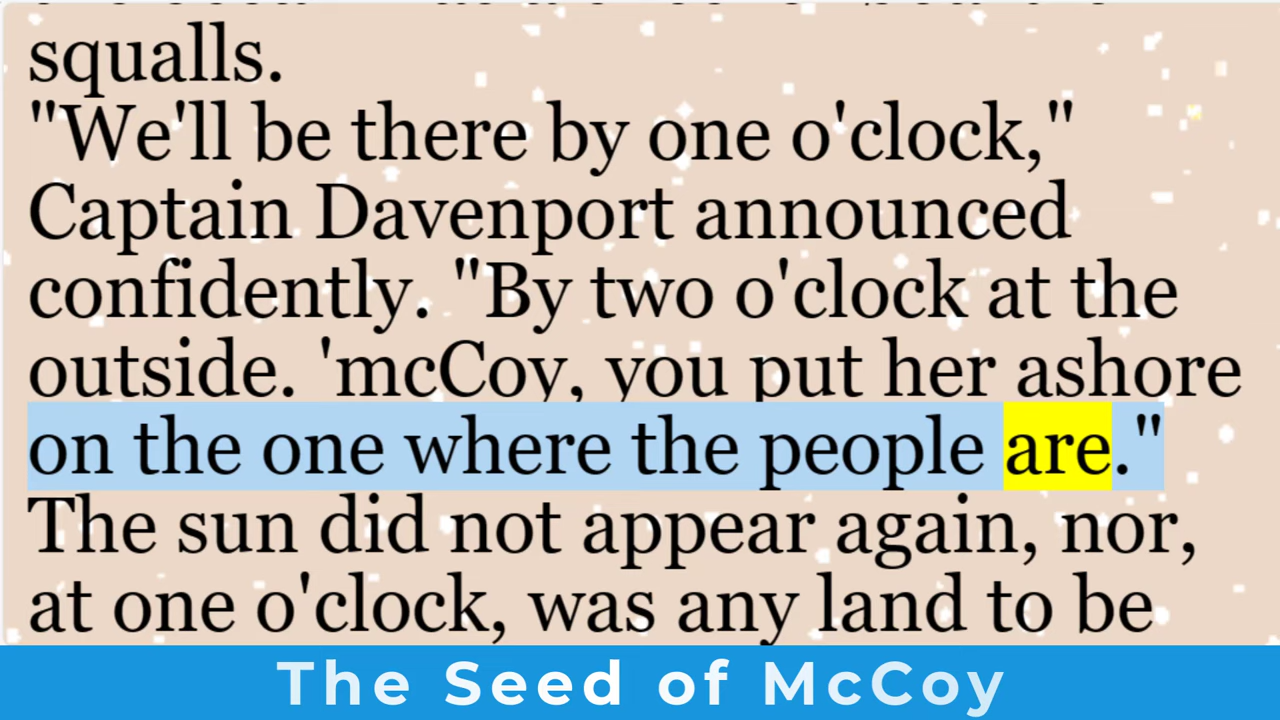 squalls.
"We'll be there by one o'clock,"
Captain Davenport announced
confidently. "By two o'clock at the
outside. 'mcCoy, you put her ashore
on the one where the people are."
The sun did not appear again, nor,
at one o'clock, was any land to be
The Seed of McCoy